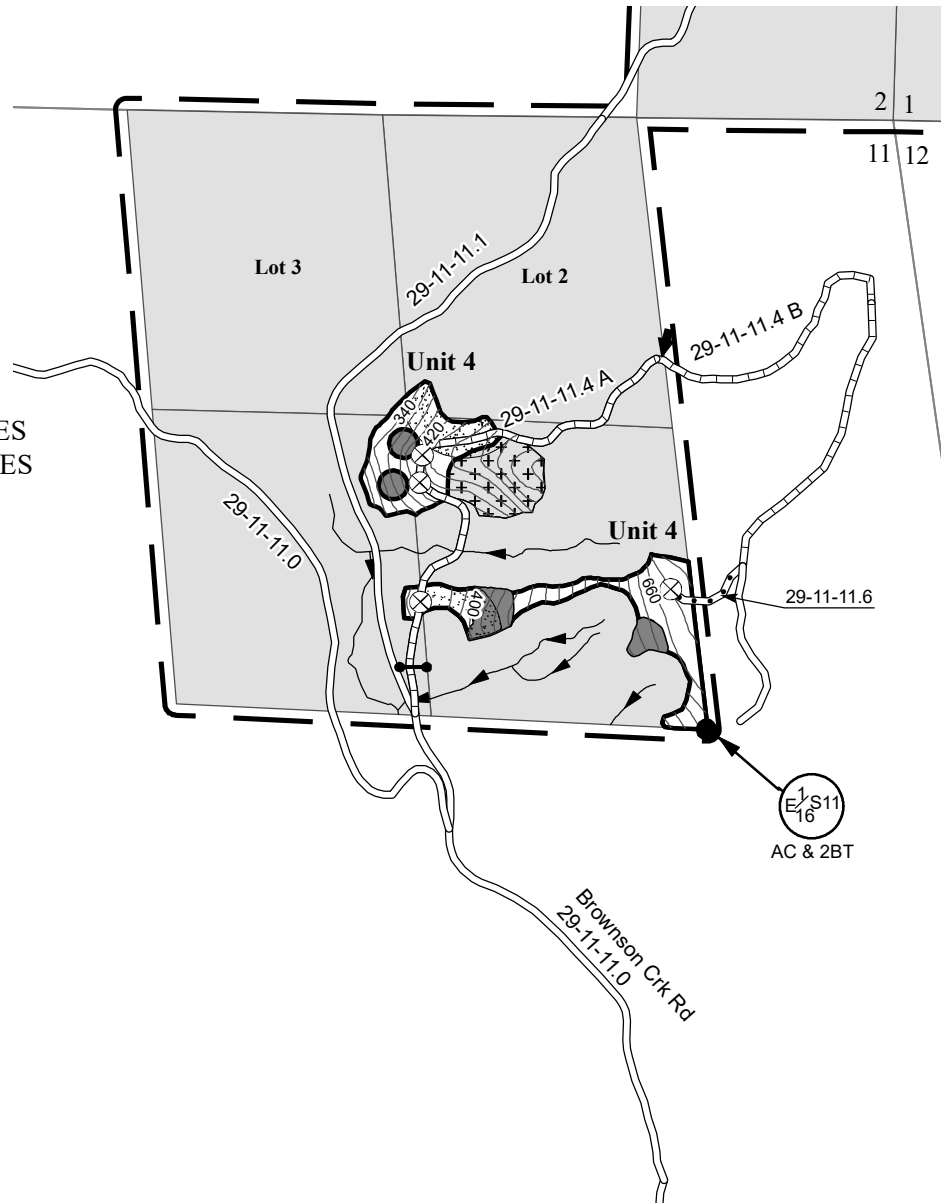 2 1
11 12
Lot 3
29-11-11.1
Lot 2
29-11-11.4 B
Unit 4
340
29-11-11.4 A
420
ES
ES
29-11-11.0
Unit 4
660
400
29-11-11.6
E 1/16 S11
AC & 2BT
Brownson Crk Rd
29-11-11.0